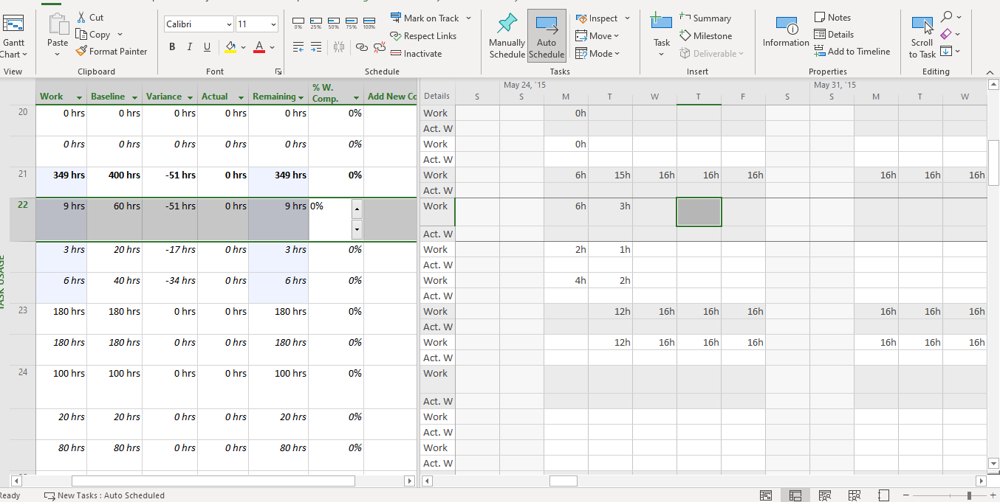 Cut
Copy
Format Painter
Paste
Gantt
Chart
View
Clipboard
Calibri 11
B I U A
Font
0% 25% 50% 75% 100%
Mark on Track
Respect Links
Inactivate
Schedule
Manually
Schedule
Auto
Schedule
Inspect
Move
Mode
Tasks
Task
Summary
Milestone
Deliverable
Insert
Information
Notes
Details
Add to Timeline
Properties
Scroll
to Task
Editing
Work Baseline Variance Actual Remaining % W. Comp. Add New Co
20 0 hrs 0 hrs 0 hrs 0 hrs 0 hrs 0%
0 hrs 0 hrs 0 hrs 0 hrs 0 hrs 0%
21 349 hrs 400 hrs -51 hrs 0 hrs 349 hrs 0%
22 9 hrs 60 hrs -51 hrs 0 hrs 9 hrs 0%
3 hrs 20 hrs -17 hrs 0 hrs 3 hrs 0%
6 hrs 40 hrs -34 hrs 0 hrs 6 hrs 0%
23 180 hrs 180 hrs 0 hrs 0 hrs 180 hrs 0%
180 hrs 180 hrs 0 hrs 0 hrs 180 hrs 0%
24 100 hrs 100 hrs 0 hrs 0 hrs 100 hrs 0%
20 hrs 20 hrs 0 hrs 0 hrs 20 hrs 0%
80 hrs 80 hrs 0 hrs 0 hrs 80 hrs 0%
May 24, '15 May 31, '15
Details S S M T W T F S S M T W
Work 0h
Act. W
Work 0h
Act. W
Work 6h 15h 16h 16h 16h 16h 16h 16h
Act. W
Work 6h 3h
Act. W
Work 2h 1h
Act. W
Work 4h 2h
Act. W
Work 12h 16h 16h 16h 16h 16h 16h
Act. W
Work 12h 16h 16h 16h 16h 16h 16h
Act. W
Work
Act. W
Work
Act. W
Work
Act. W
TASK USAGE
Ready New Tasks : Auto Scheduled